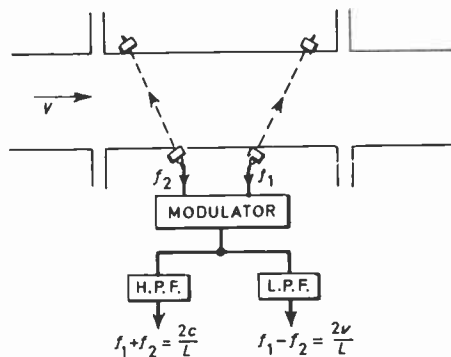 v
f₂ f₁
MODULATOR
H.P.F. L.P.F.
f₁+f₂ = 2c/L f₁-f₂ = 2v/L